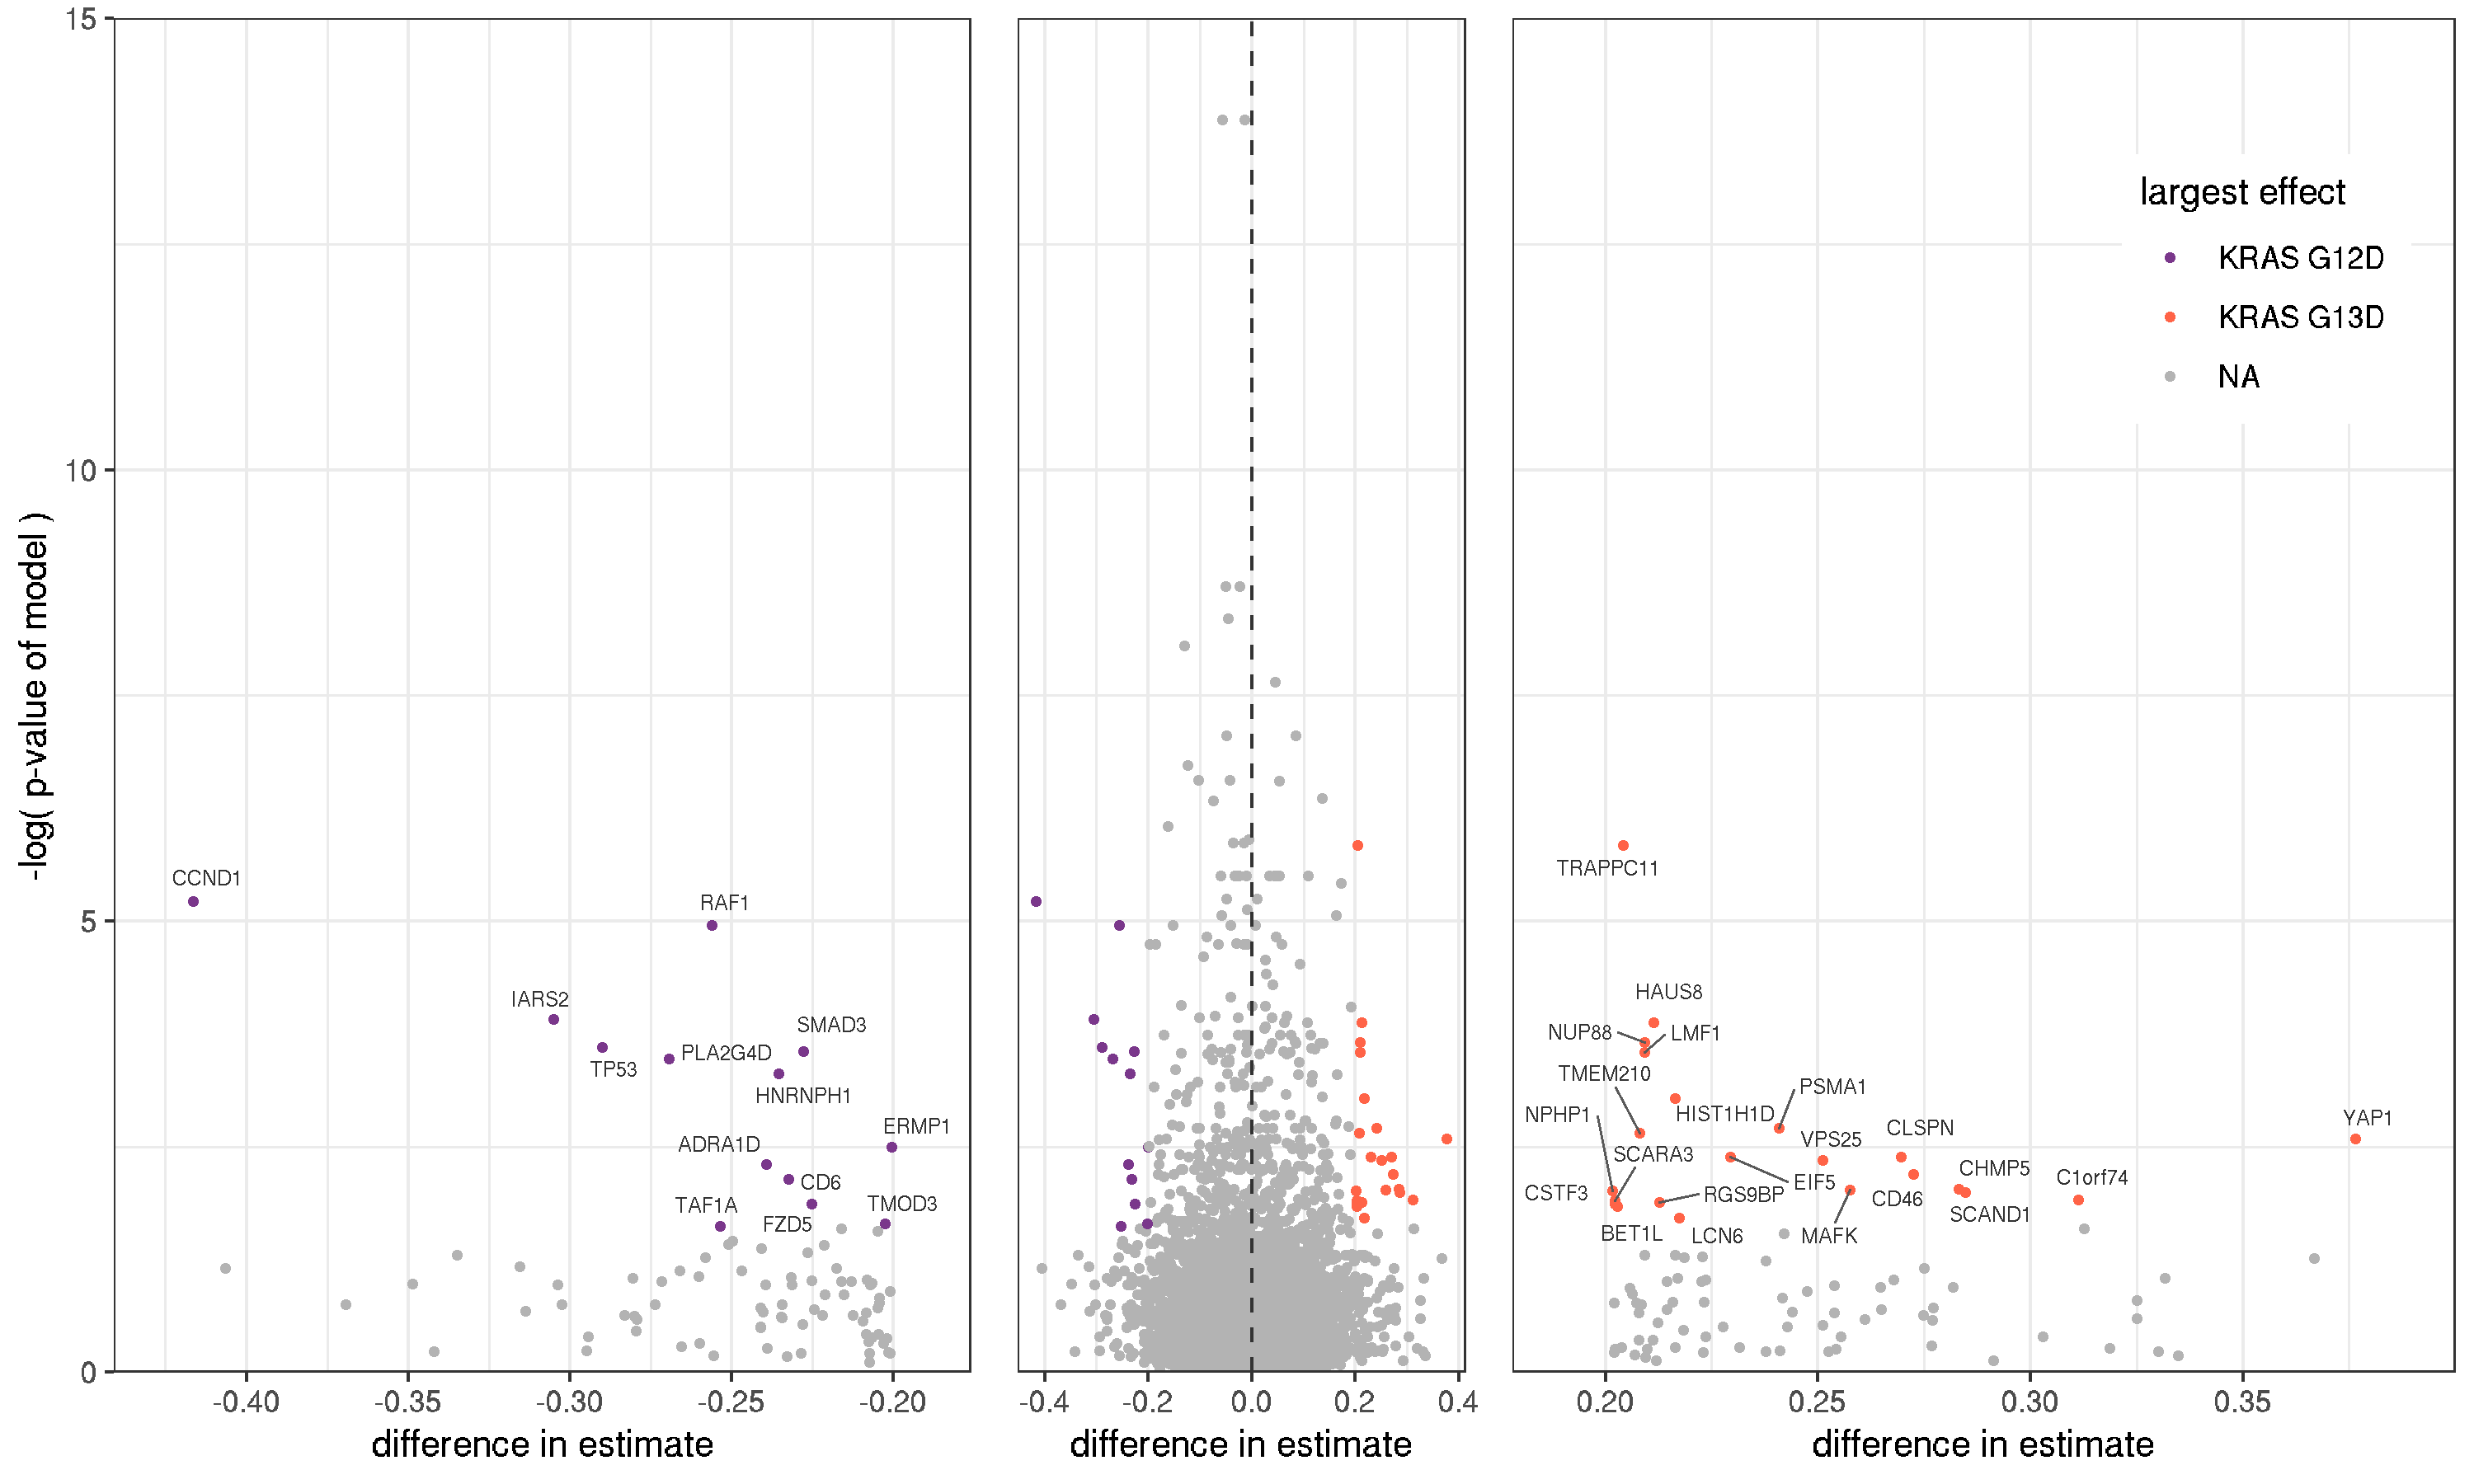 15
10
5
0
-log( p-value of model )
CCND1
RAF1
IARS2
SMAD3
TP53
PLA2G4D
HNRNPH1
ERMP1
ADRA1D
CD6
TAF1A
FZD5
TMOD3
-0.40
-0.35
-0.30
-0.25
-0.20
difference in estimate
-0.4
-0.2
0.0
0.2
0.4
difference in estimate
largest effect
KRAS G12D
KRAS G13D
NA
TRAPPC11
HAUS8
NUP88
LMF1
TMEM210
PSMA1
NPHP1
HIST1H1D
YAP1
CLSPN
VPS25
SCARA3
CHMP5
C1orf74
EIF5
CSTF3
RGS9BP
CD46
SCAND1
BET1L
LCN6
MAFK
0.20
0.25
0.30
0.35
difference in estimate